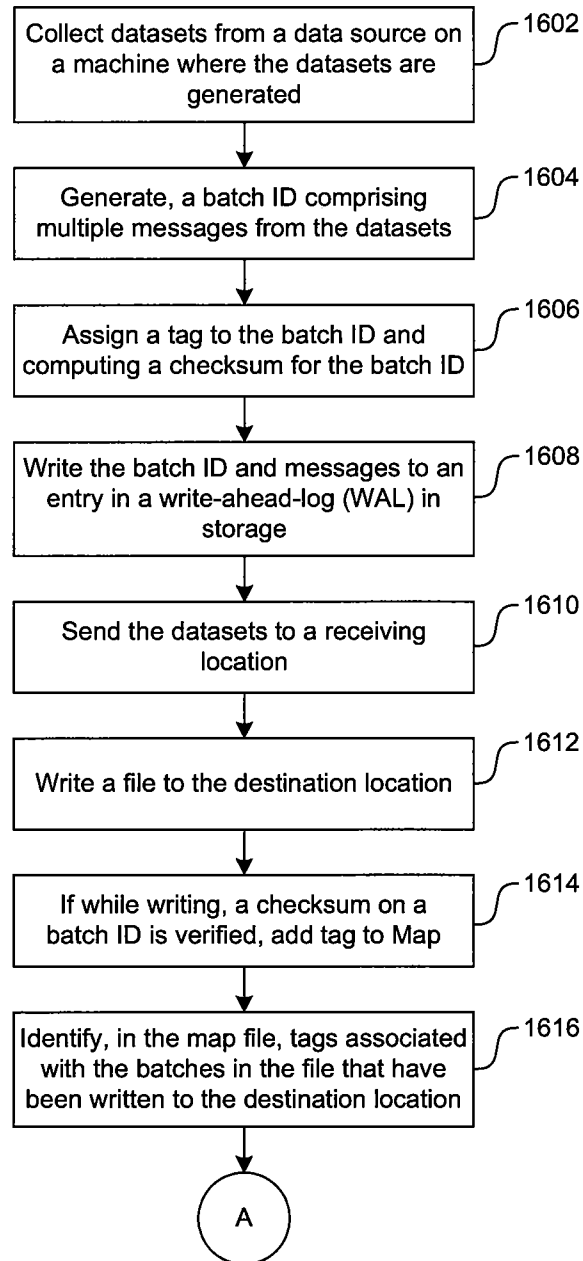 Collect datasets from a data source on
a machine where the datasets are
generated
1602
Generate, a batch ID comprising
multiple messages from the datasets
1604
Assign a tag to the batch ID and
computing a checksum for the batch ID
1606
Write the batch ID and messages to an
entry in a write-ahead-log (WAL) in
storage
1608
Send the datasets to a receiving
location
1610
Write a file to the destination location
1612
If while writing, a checksum on a
batch ID is verified, add tag to Map
1614
Identify, in the map file, tags associated
with the batches in the file that have
been written to the destination location
1616
A